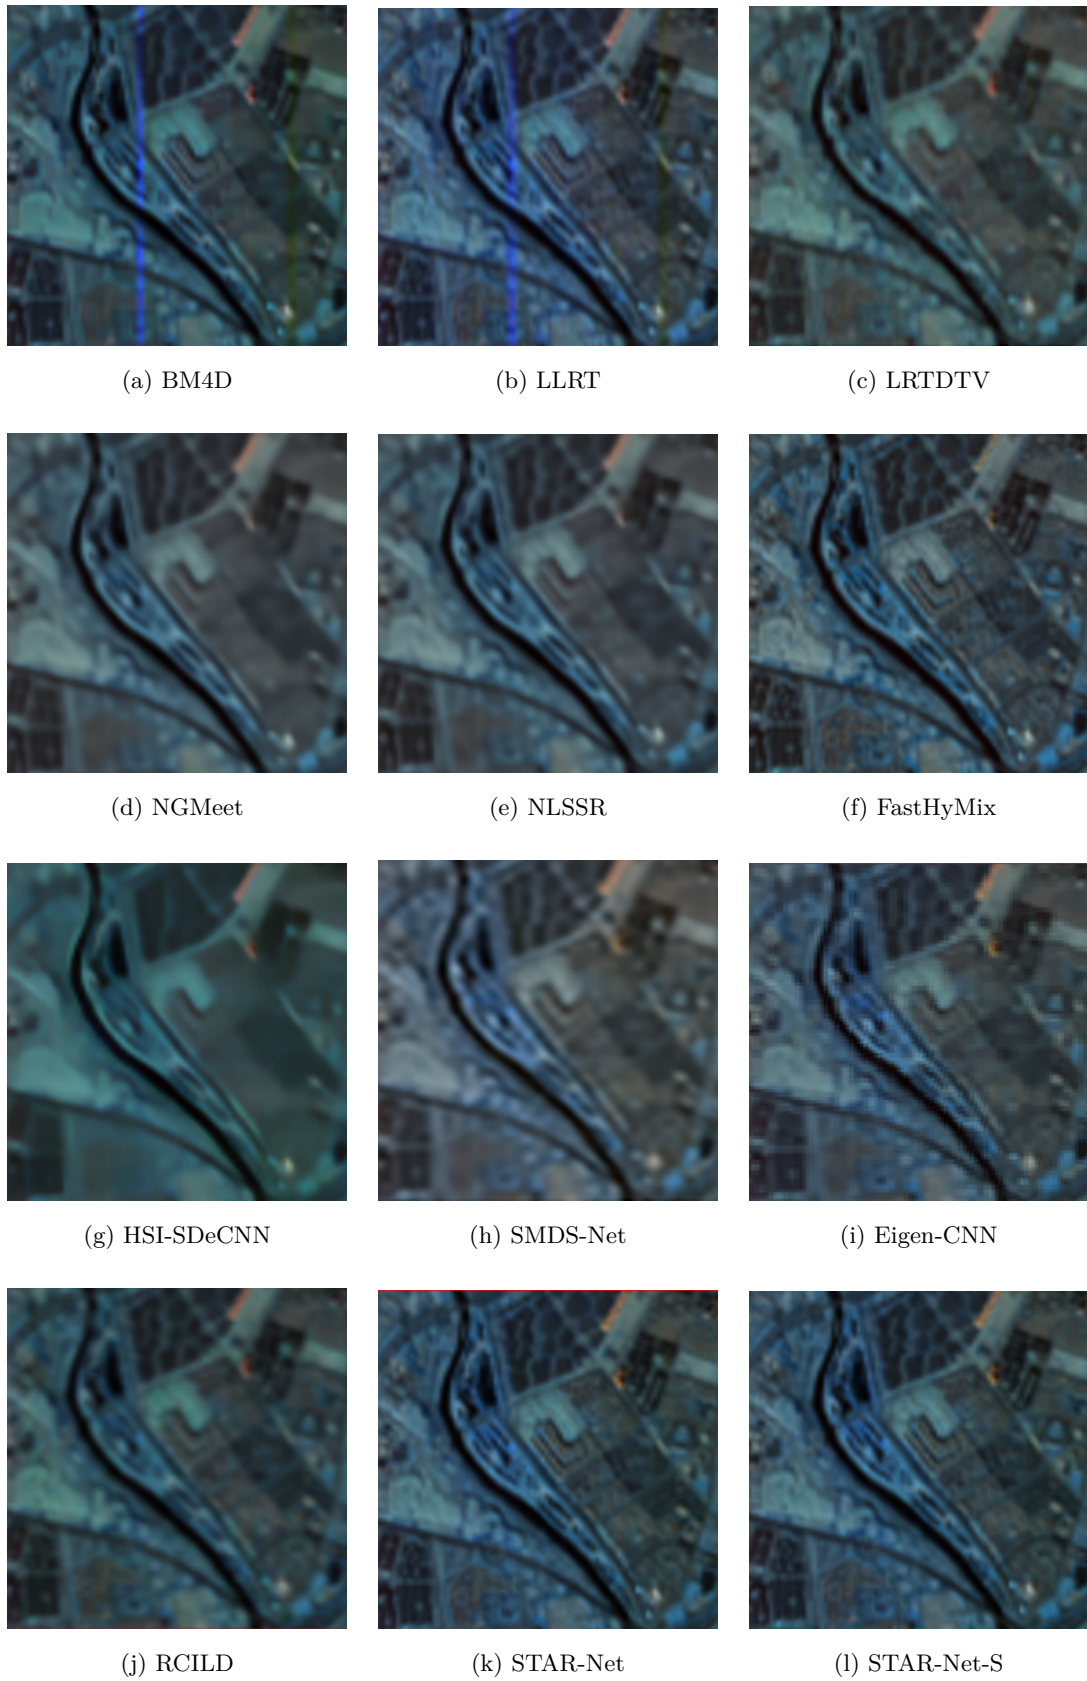 (a) BM4D
(b) LLRT
(c) LRTDTV
(d) NGMeet
(e) NLSSR
(f) FastHyMix
(g) HSI-SDeCNN
(h) SMDS-Net
(i) Eigen-CNN
(j) RCILD
(k) STAR-Net
(l) STAR-Net-S